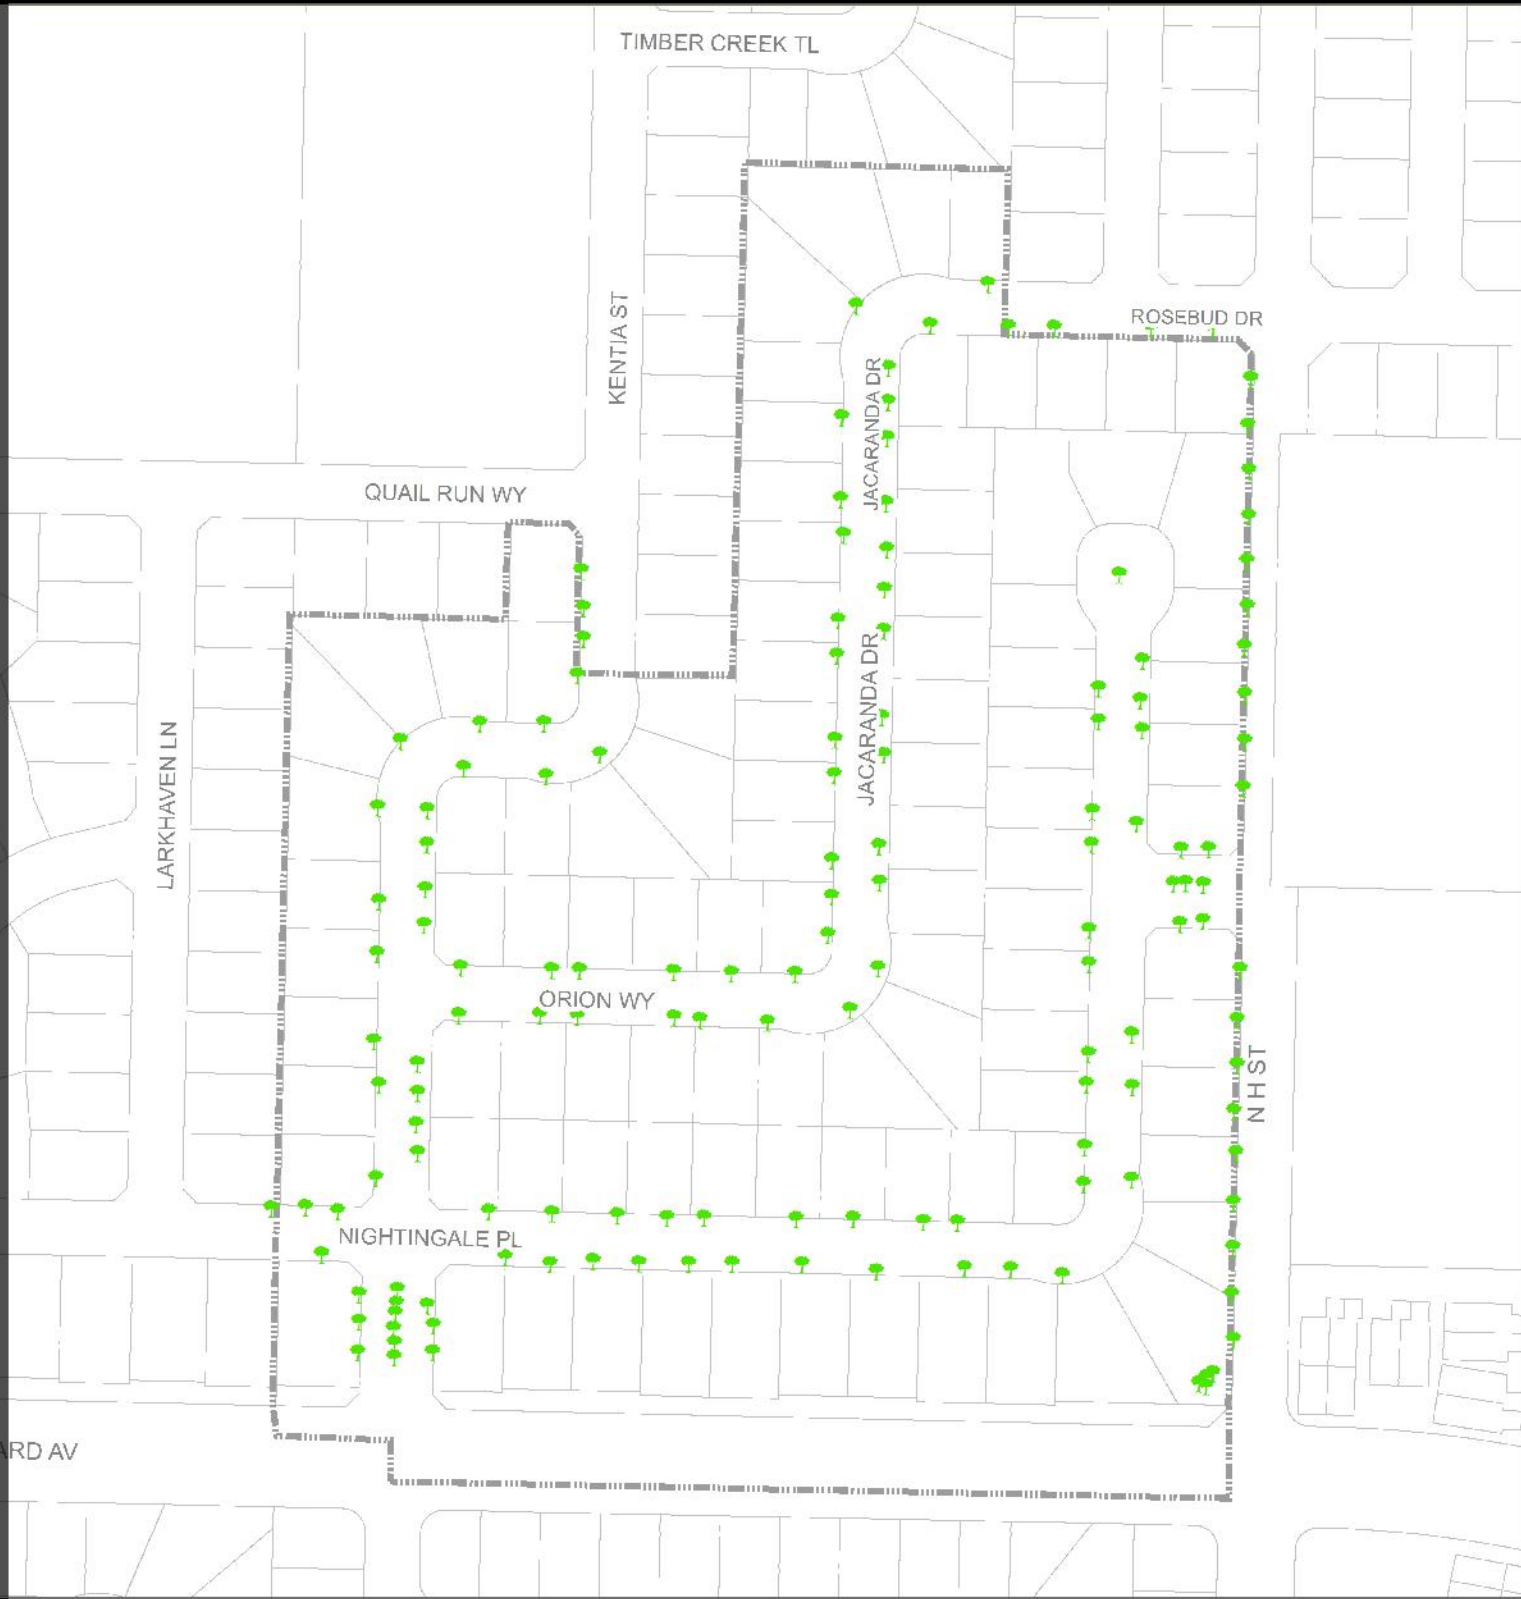 TIMBER CREEK TL
KENTIA ST
ROSEBUD DR
JACARANDA DR
QUAIL RUN WY
JACARANDA DR
LARKHAVEN LN
ORION WY
N H ST
NIGHTINGALE PL
ARD AV